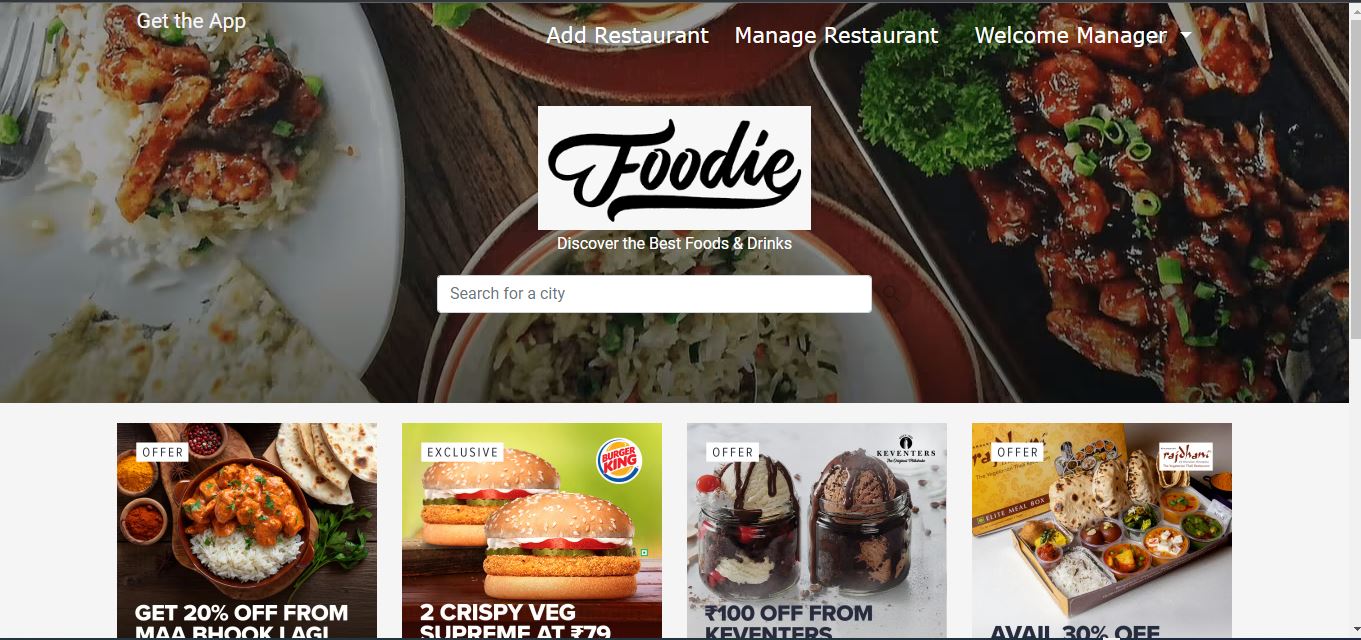 Get the App
Add Restaurant Manage Restaurant Welcome Manager
Foodie
Discover the Best Foods & Drinks
Search for a city
OFFER
GET 20% OFF FROM
MAA BHOOK LAGI
EXCLUSIVE
BURGER
KING
2 CRISPY VEG
SUPREME AT ₹79
OFFER
KEVENTERS
The Original Milkshake
₹100 OFF FROM
KEVENTERS
OFFER
rajdhani
ELITE MEAL BOX
rajdhani
AVAIL 30% OFF